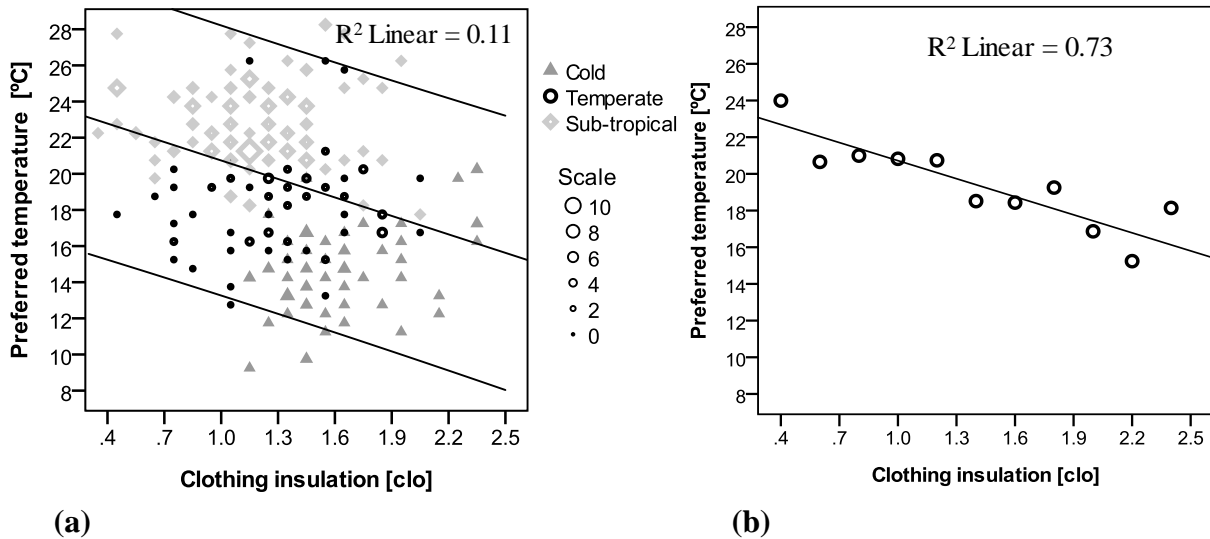 R² Linear = 0.11
Preferred temperature [ºC]
28
26
24
22
20
18
16
14
12
10
8
.4 .7 1.0 1.3 1.6 1.9 2.2 2.5
Clothing insulation [clo]
(a)
Cold
Temperate
Sub-tropical
Scale
10
8
6
4
2
0
R² Linear = 0.73
Preferred temperature [ºC]
28
26
24
22
20
18
16
14
12
10
8
.4 .7 1.0 1.3 1.6 1.9 2.2 2.5
Clothing insulation [clo]
(b)